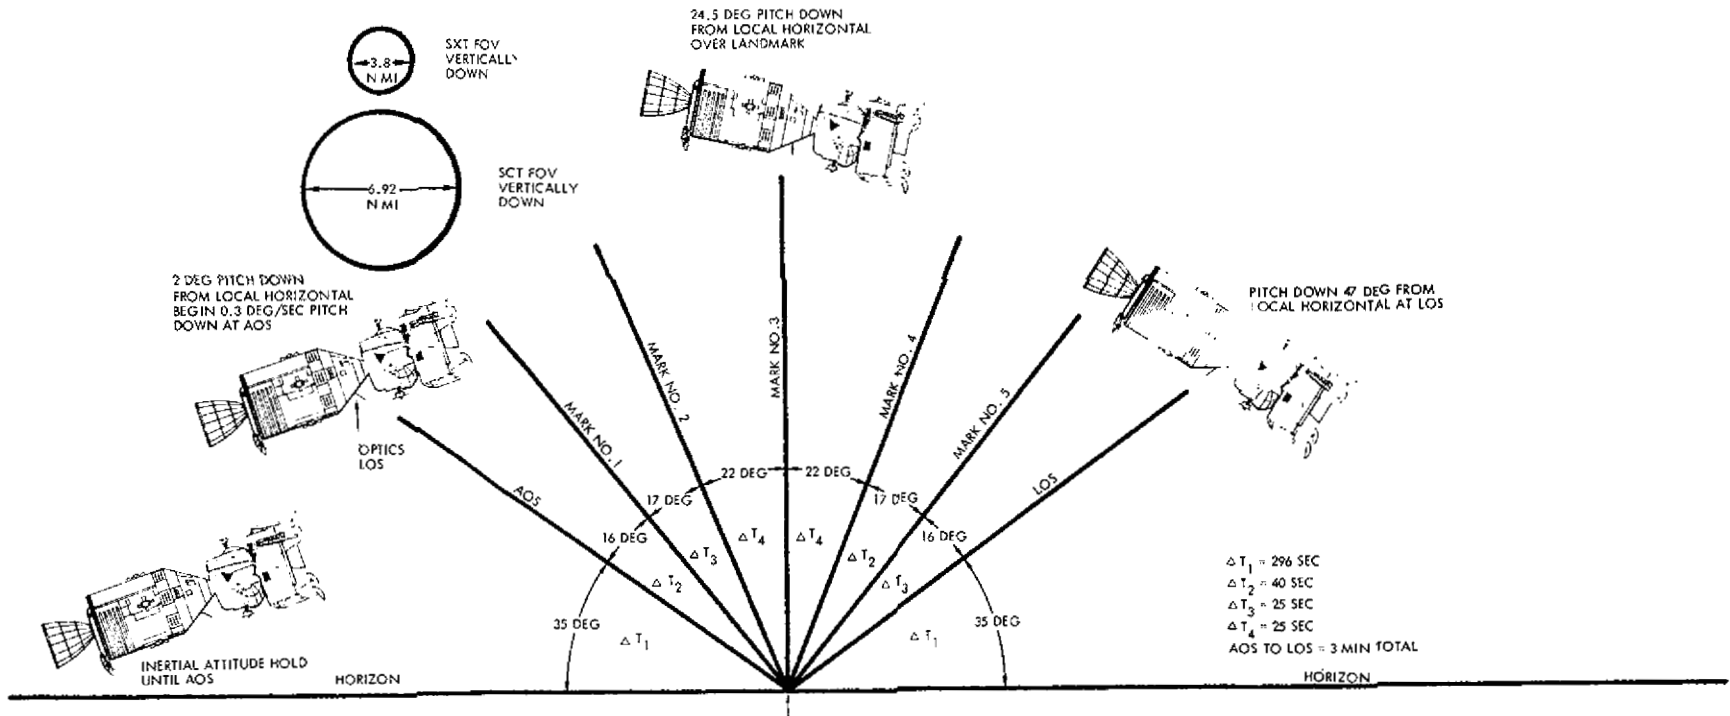 24.5 DEG PITCH DOWN
FROM LOCAL HORIZONTAL
OVER LANDMARK
3.8
N MI
SXT FOV
VERTICALLY
DOWN
6.92
N MI
SCT FOV
VERTICALLY
DOWN
2 DEG PITCH DOWN
FROM LOCAL HORIZONTAL
BEGIN 0.3 DEG/SEC PITCH
DOWN AT AOS
PITCH DOWN 47 DEG FROM
LOCAL HORIZONTAL AT LOS
OPTICS
LOS
AOS
MARK NO. 1
MARK NO. 2
MARK NO. 3
MARK NO. 4
MARK NO. 5
LOS
22 DEG
22 DEG
17 DEG
17 DEG
16 DEG
16 DEG
35 DEG
35 DEG
△ T1
△ T2
△ T3
△ T4
△ T4
△ T2
△ T3
△ T1
△ T1 = 296 SEC
△ T2 = 40 SEC
△ T3 = 25 SEC
△ T4 = 25 SEC
AOS TO LOS = 3 MIN TOTAL
INERTIAL ATTITUDE HOLD
UNTIL AOS
HORIZON
HORIZON